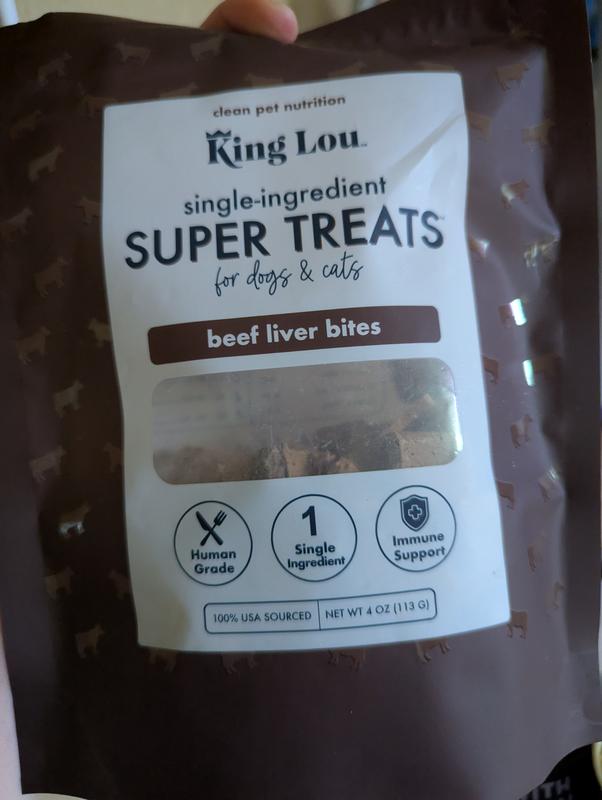 clean pet nutrition
King Lou™
single-ingredient
SUPER TREATS
for dogs & cats
beef liver bites
Human
Grade
1
Single
Ingredient
Immune
Support
100% USA SOURCED
NET WT 4 OZ (113 G)